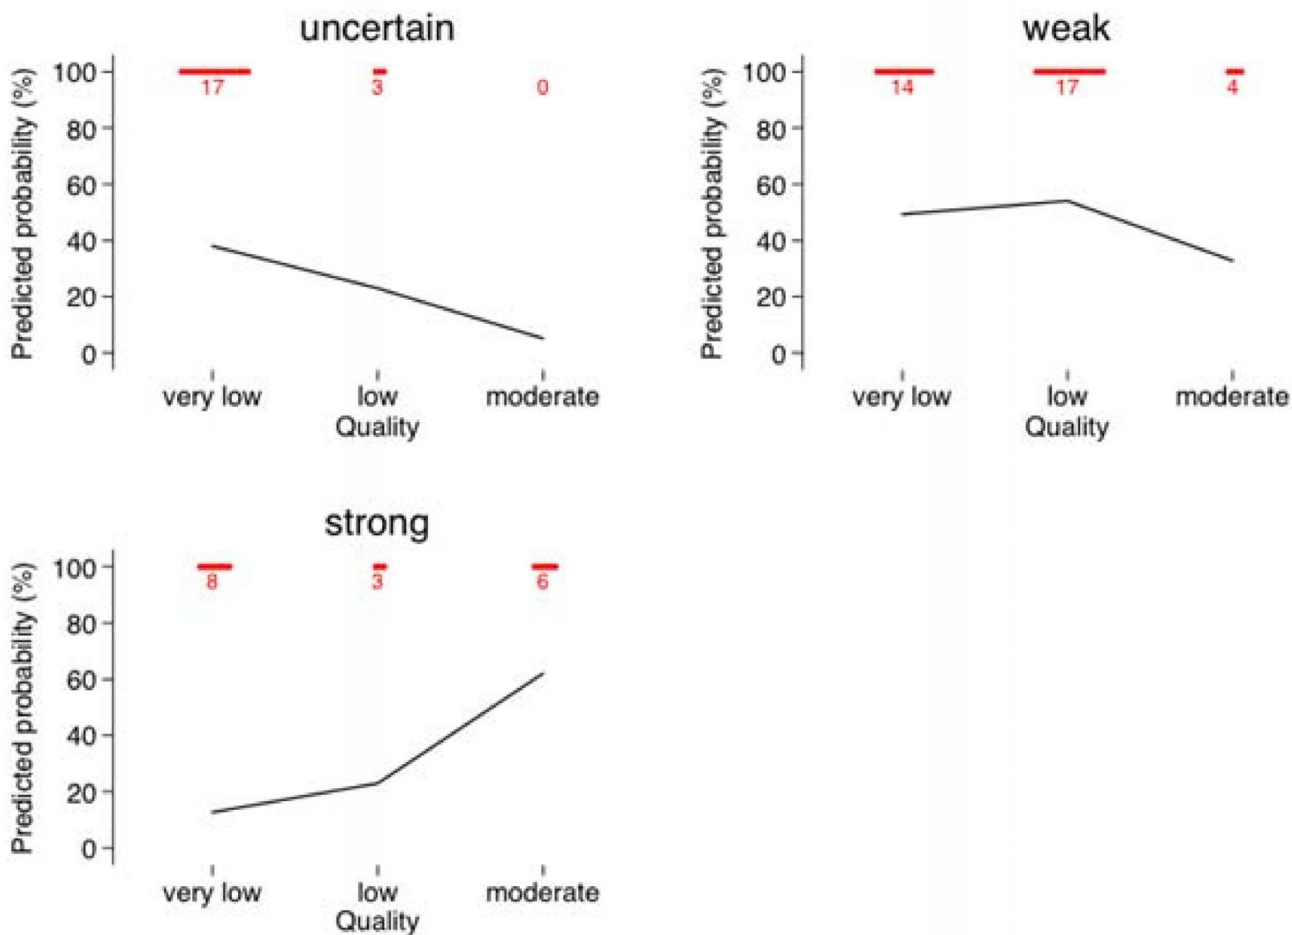 uncertain
Predicted probability (%)
100
80
60
40
20
0
17
3
0
very low
low
moderate
Quality
weak
Predicted probability (%)
100
80
60
40
20
0
14
17
4
very low
low
moderate
Quality
strong
Predicted probability (%)
100
80
60
40
20
0
8
3
6
very low
low
moderate
Quality